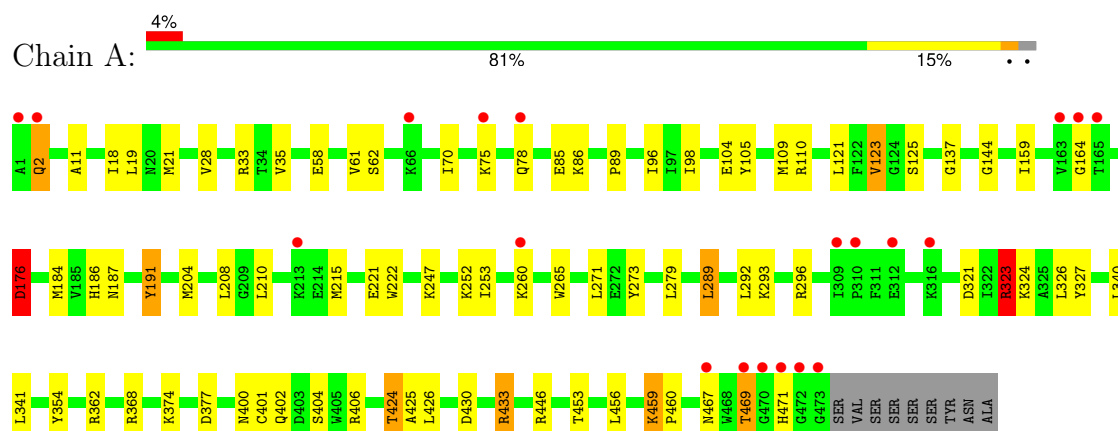 4%
Chain A:
81% 15% • •
A1 Q2 A11 I18 L19 N20 M21 V28 R33 T34 V35 E58 V61 S62 K66 I70 K75 Q78 E85 K86 P89 I96 I97 I98 E104 Y105 M109 R110 L121 F122 V123 G124 S125 G137 G144 I159 V163 G164 T165
D176 M184 V185 H186 N187 Y191 M204 L208 G209 L210 K213 E214 M215 E221 W222 K247 K252 I253 K260 W265 L271 E272 Y273 L279 L289 L292 K293 R296 I309 P310 F311 E312 K316 D321 I322 R323 K324 A325 L326 Y327 L340
L341 Y354 R362 R368 K374 D377 N400 C401 Q402 D403 S404 W405 R406 T424 A425 L426 D430 R433 R446 T453 L456 K459 P460 N467 W468 T469 G470 H471 G472 G473 SER VAL SER SER SER SER TYR ASN ALA